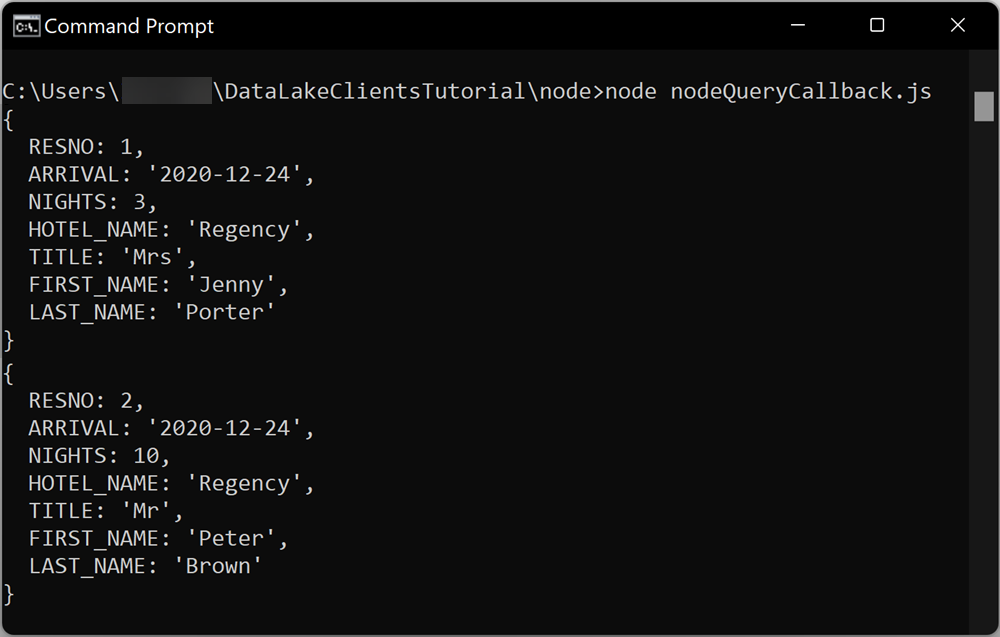 Command Prompt
C:\Users\ \DataLakeClientsTutorial\node>node nodeQueryCallback.js
{
  RESNO: 1,
  ARRIVAL: '2020-12-24',
  NIGHTS: 3,
  HOTEL_NAME: 'Regency',
  TITLE: 'Mrs',
  FIRST_NAME: 'Jenny',
  LAST_NAME: 'Porter'
}
{
  RESNO: 2,
  ARRIVAL: '2020-12-24',
  NIGHTS: 10,
  HOTEL_NAME: 'Regency',
  TITLE: 'Mr',
  FIRST_NAME: 'Peter',
  LAST_NAME: 'Brown'
}